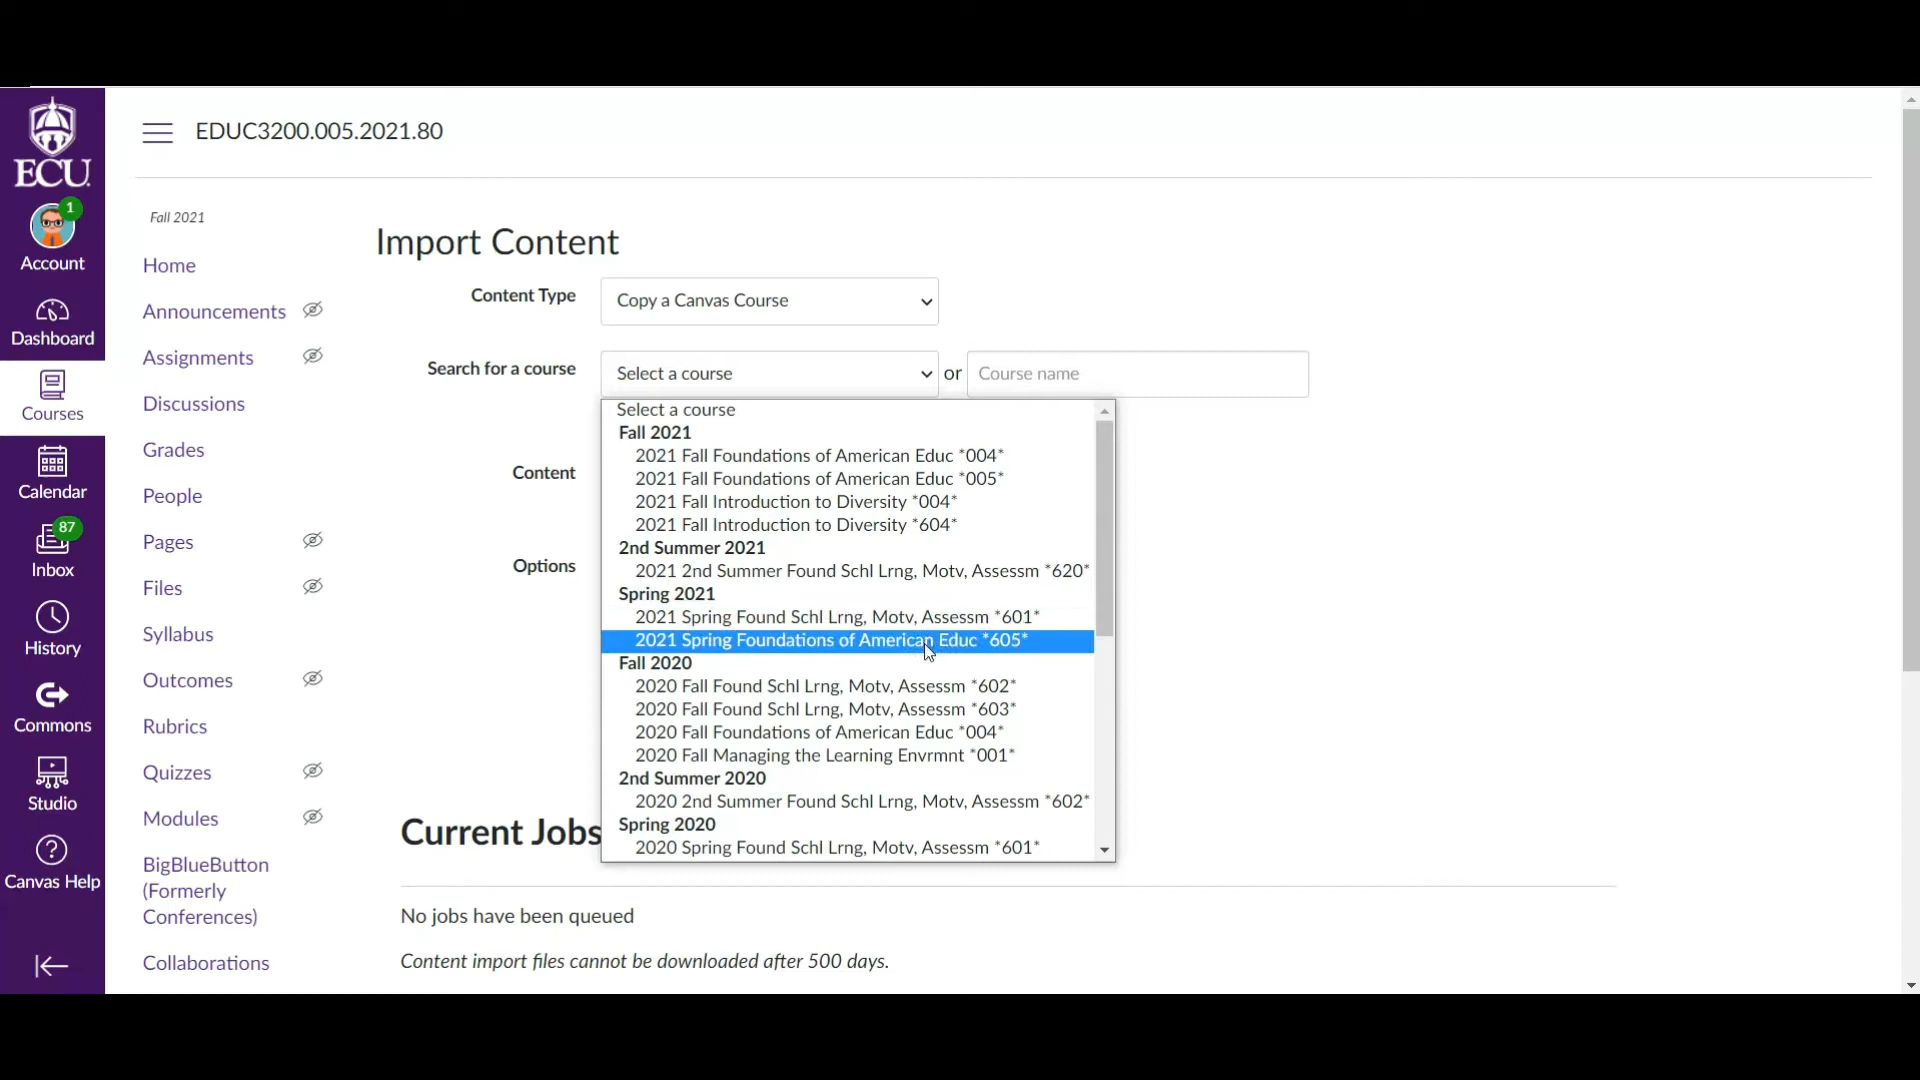 ECU
EDUC3200.005.2021.80
1
Account
Dashboard
Courses
Calendar
87
Inbox
History
Commons
Studio
?
Canvas Help
Fall 2021
Home
Announcements
Assignments
Discussions
Grades
People
Pages
Files
Syllabus
Outcomes
Rubrics
Quizzes
Modules
BigBlueButton
(Formerly
Conferences)
Collaborations
Import Content
Content Type
Copy a Canvas Course
Search for a course
Select a course
or
Course name
Select a course
Fall 2021
2021 Fall Foundations of American Educ *004*
2021 Fall Foundations of American Educ *005*
2021 Fall Introduction to Diversity *004*
2021 Fall Introduction to Diversity *604*
2nd Summer 2021
2021 2nd Summer Found Schl Lrng, Motv, Assessm *620*
Spring 2021
2021 Spring Found Schl Lrng, Motv, Assessm *601*
2021 Spring Foundations of American Educ *605*
Fall 2020
2020 Fall Found Schl Lrng, Motv, Assessm *602*
2020 Fall Found Schl Lrng, Motv, Assessm *603*
2020 Fall Foundations of American Educ *004*
2020 Fall Managing the Learning Envrmnt *001*
2nd Summer 2020
2020 2nd Summer Found Schl Lrng, Motv, Assessm *602*
Spring 2020
2020 Spring Found Schl Lrng, Motv, Assessm *601*
Content
Options
Current Jobs
No jobs have been queued
Content import files cannot be downloaded after 500 days.